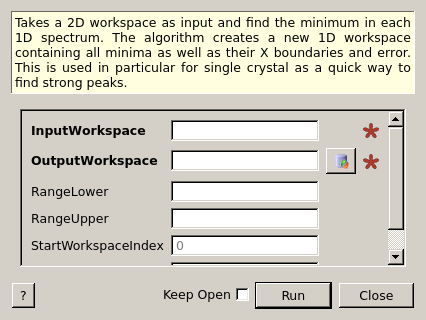 Takes a 2D workspace as input and find the minimum in each
1D spectrum. The algorithm creates a new 1D workspace
containing all minima as well as their X boundaries and error.
This is used in particular for single crystal as a quick way to
find strong peaks.
InputWorkspace
*
OutputWorkspace
*
RangeLower
RangeUpper
StartWorkspaceIndex 0
? Keep Open Run Close